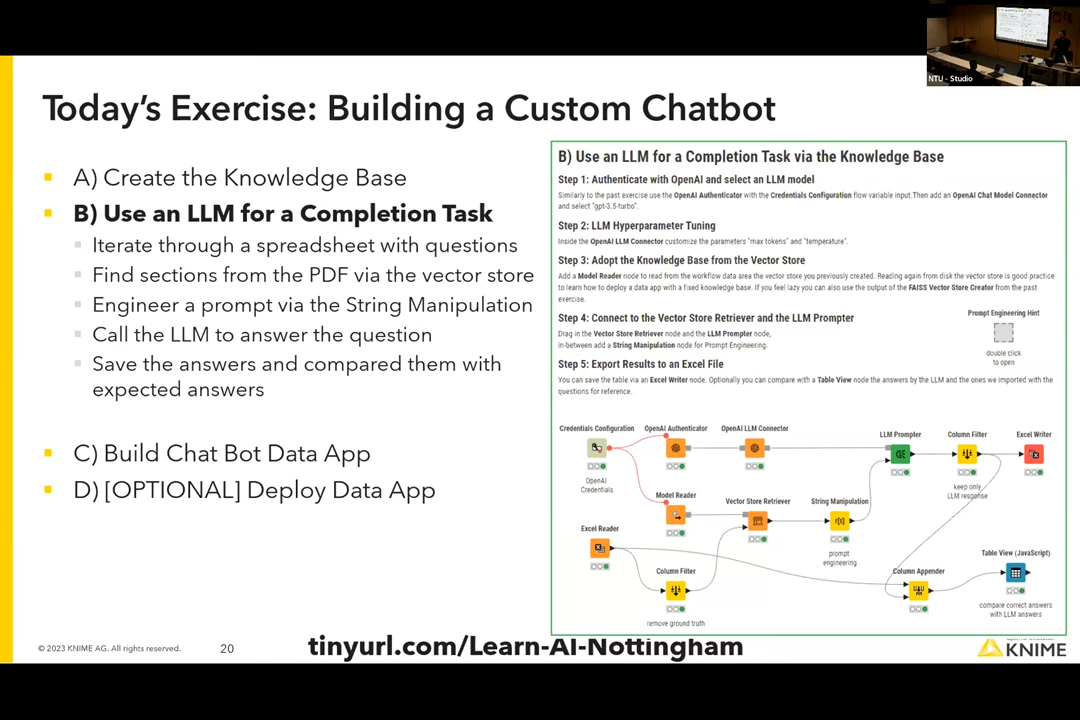 NTU - Studio
Today's Exercise: Building a Custom Chatbot
A) Create the Knowledge Base
B) Use an LLM for a Completion Task
Iterate through a spreadsheet with questions
Find sections from the PDF via the vector store
Engineer a prompt via the String Manipulation
Call the LLM to answer the question
Save the answers and compared them with
expected answers
C) Build Chat Bot Data App
D) [OPTIONAL] Deploy Data App
B) Use an LLM for a Completion Task via the Knowledge Base
Step 1: Authenticate with OpenAI and select an LLM model
Similarly to the past exercise use the OpenAI Authenticator with the Credentials Configuration flow variable input.Then add an OpenAI Chat Model Connector
and select "gpt-3.5-turbo".
Step 2: LLM Hyperparameter Tuning
Inside the OpenAI LLM Connector customize the parameters "max tokens" and "temperature".
Step 3: Adopt the Knowledge Base from the Vector Store
Add a Model Reader node to read from the workflow data area the vector store you previously created. Reading again from disk the vector store is good practice
to learn how to deploy a data app with a fixed knowledge base. If you feel lazy you can also use the output of the FAISS Vector Store Creator from the past
exercise.
Step 4: Connect to the Vector Store Retriever and the LLM Prompter
Drag in the Vector Store Retriever node and the LLM Prompter node,
in-between add a String Manipulation node for Prompt Engineering.
Prompt Engineering Hint
double click
to open
Step 5: Export Results to an Excel File
You can save the table via an Excel Writer node. Optionally you can compare with a Table View node the answers by the LLM and the ones we imported with the
questions for reference.
Credentials Configuration
OpenAI
Credentials
OpenAI Authenticator
OpenAI LLM Connector
LLM Prompter
Column Filter
keep only
LLM response
Excel Writer
Model Reader
Vector Store Retriever
String Manipulation
prompt
engineering
Excel Reader
Column Filter
remove ground truth
Column Appender
Table View (JavaScript)
compare correct answers
with LLM answers
© 2023 KNIME AG. All rights reserved.
20
tinyurl.com/Learn-AI-Nottingham
KNIME